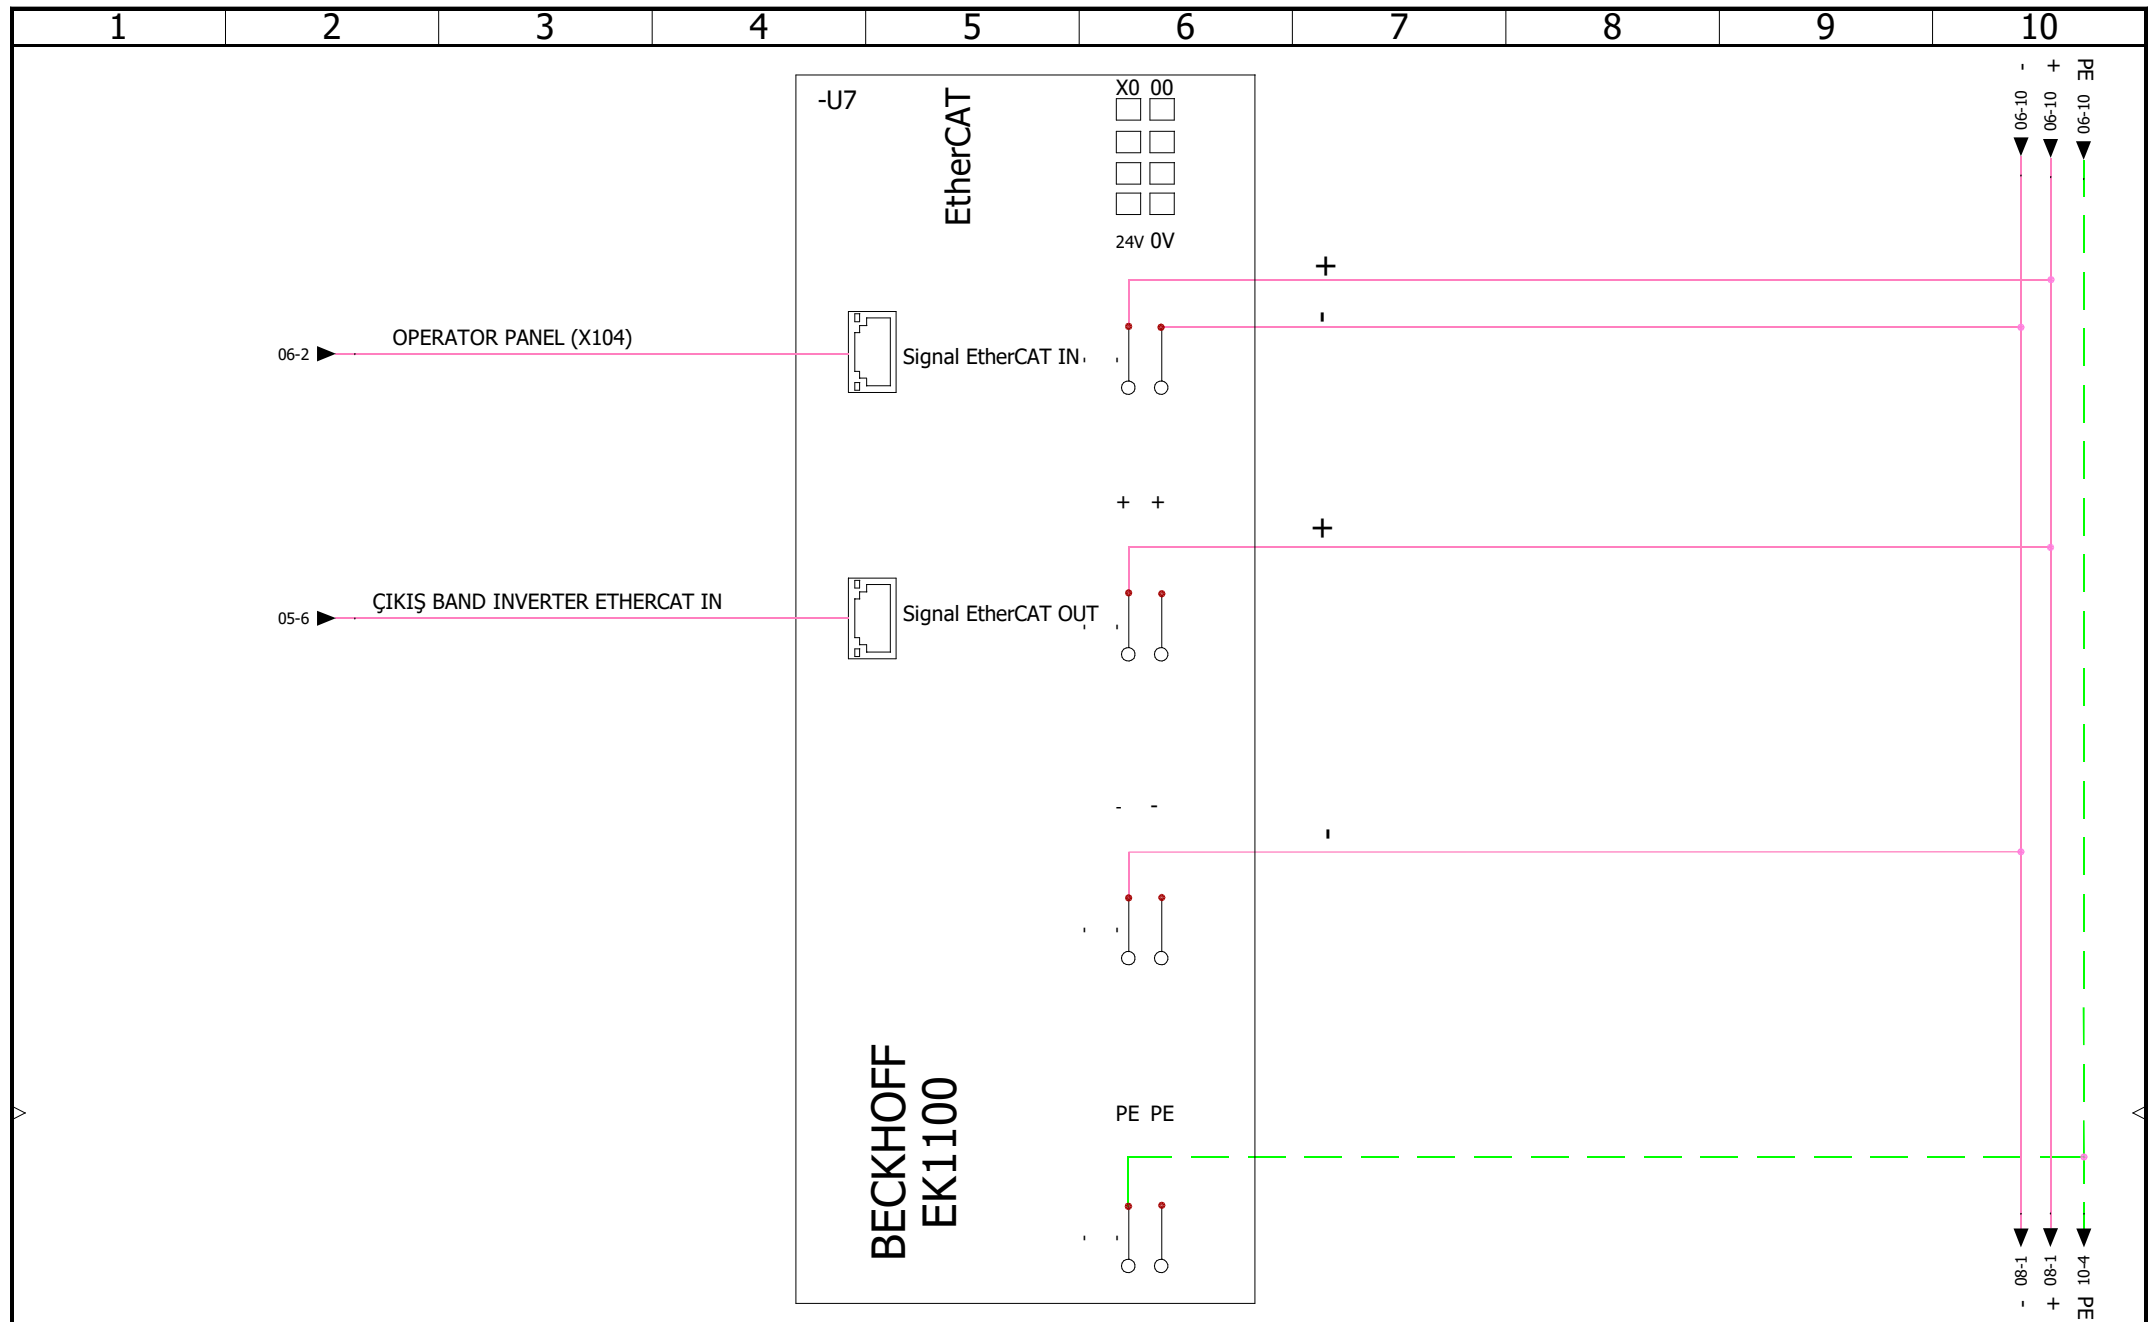 1 2 3 4 5 6 7 8 9 10
- 06-10
+ 06-10
PE 06-10
-U7
EtherCAT
X0 00
24V 0V
+
-
06-2
OPERATOR PANEL (X104)
Signal EtherCAT IN
+ +
+
05-6
ÇIKIŞ BAND INVERTER ETHERCAT IN
Signal EtherCAT OUT
- -
-
BECKHOFF
EK1100
PE PE
- 08-1
+ 08-1
PE 10-4